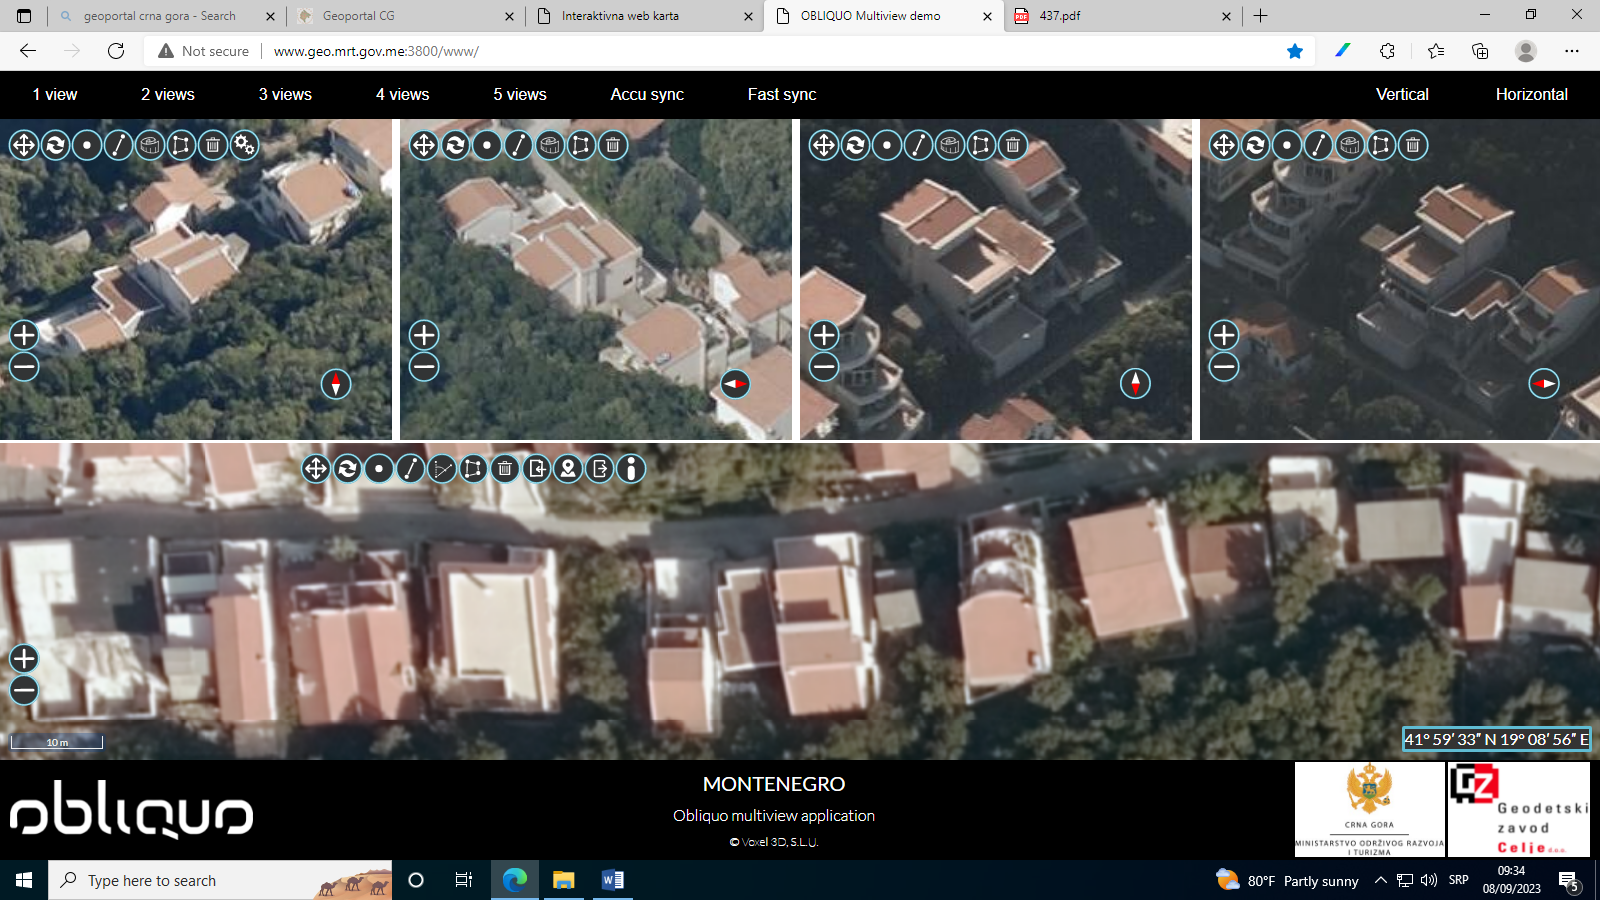 geoportal crna gora - Search
Geoportal CG
Interaktivna web karta
OBLIQUO Multiview demo
PDF
437.pdf
Not secure
www.geo.mrt.gov.me:3800/www/
1 view
2 views
3 views
4 views
5 views
Accu sync
Fast sync
Vertical
Horizontal
10 m
41° 59′ 33″ N 19° 08′ 56″ E
obliquo
MONTENEGRO
Obliquo multiview application
© Voxel 3D, S.L.U.
CRNA GORA
MINISTARSTVO ODRŽIVOG RAZVOJA
I TURIZMA
GZ
Geodetski
zavod
Celje d.o.o.
Type here to search
80°F Partly sunny
SRP
09:34
08/09/2023
5